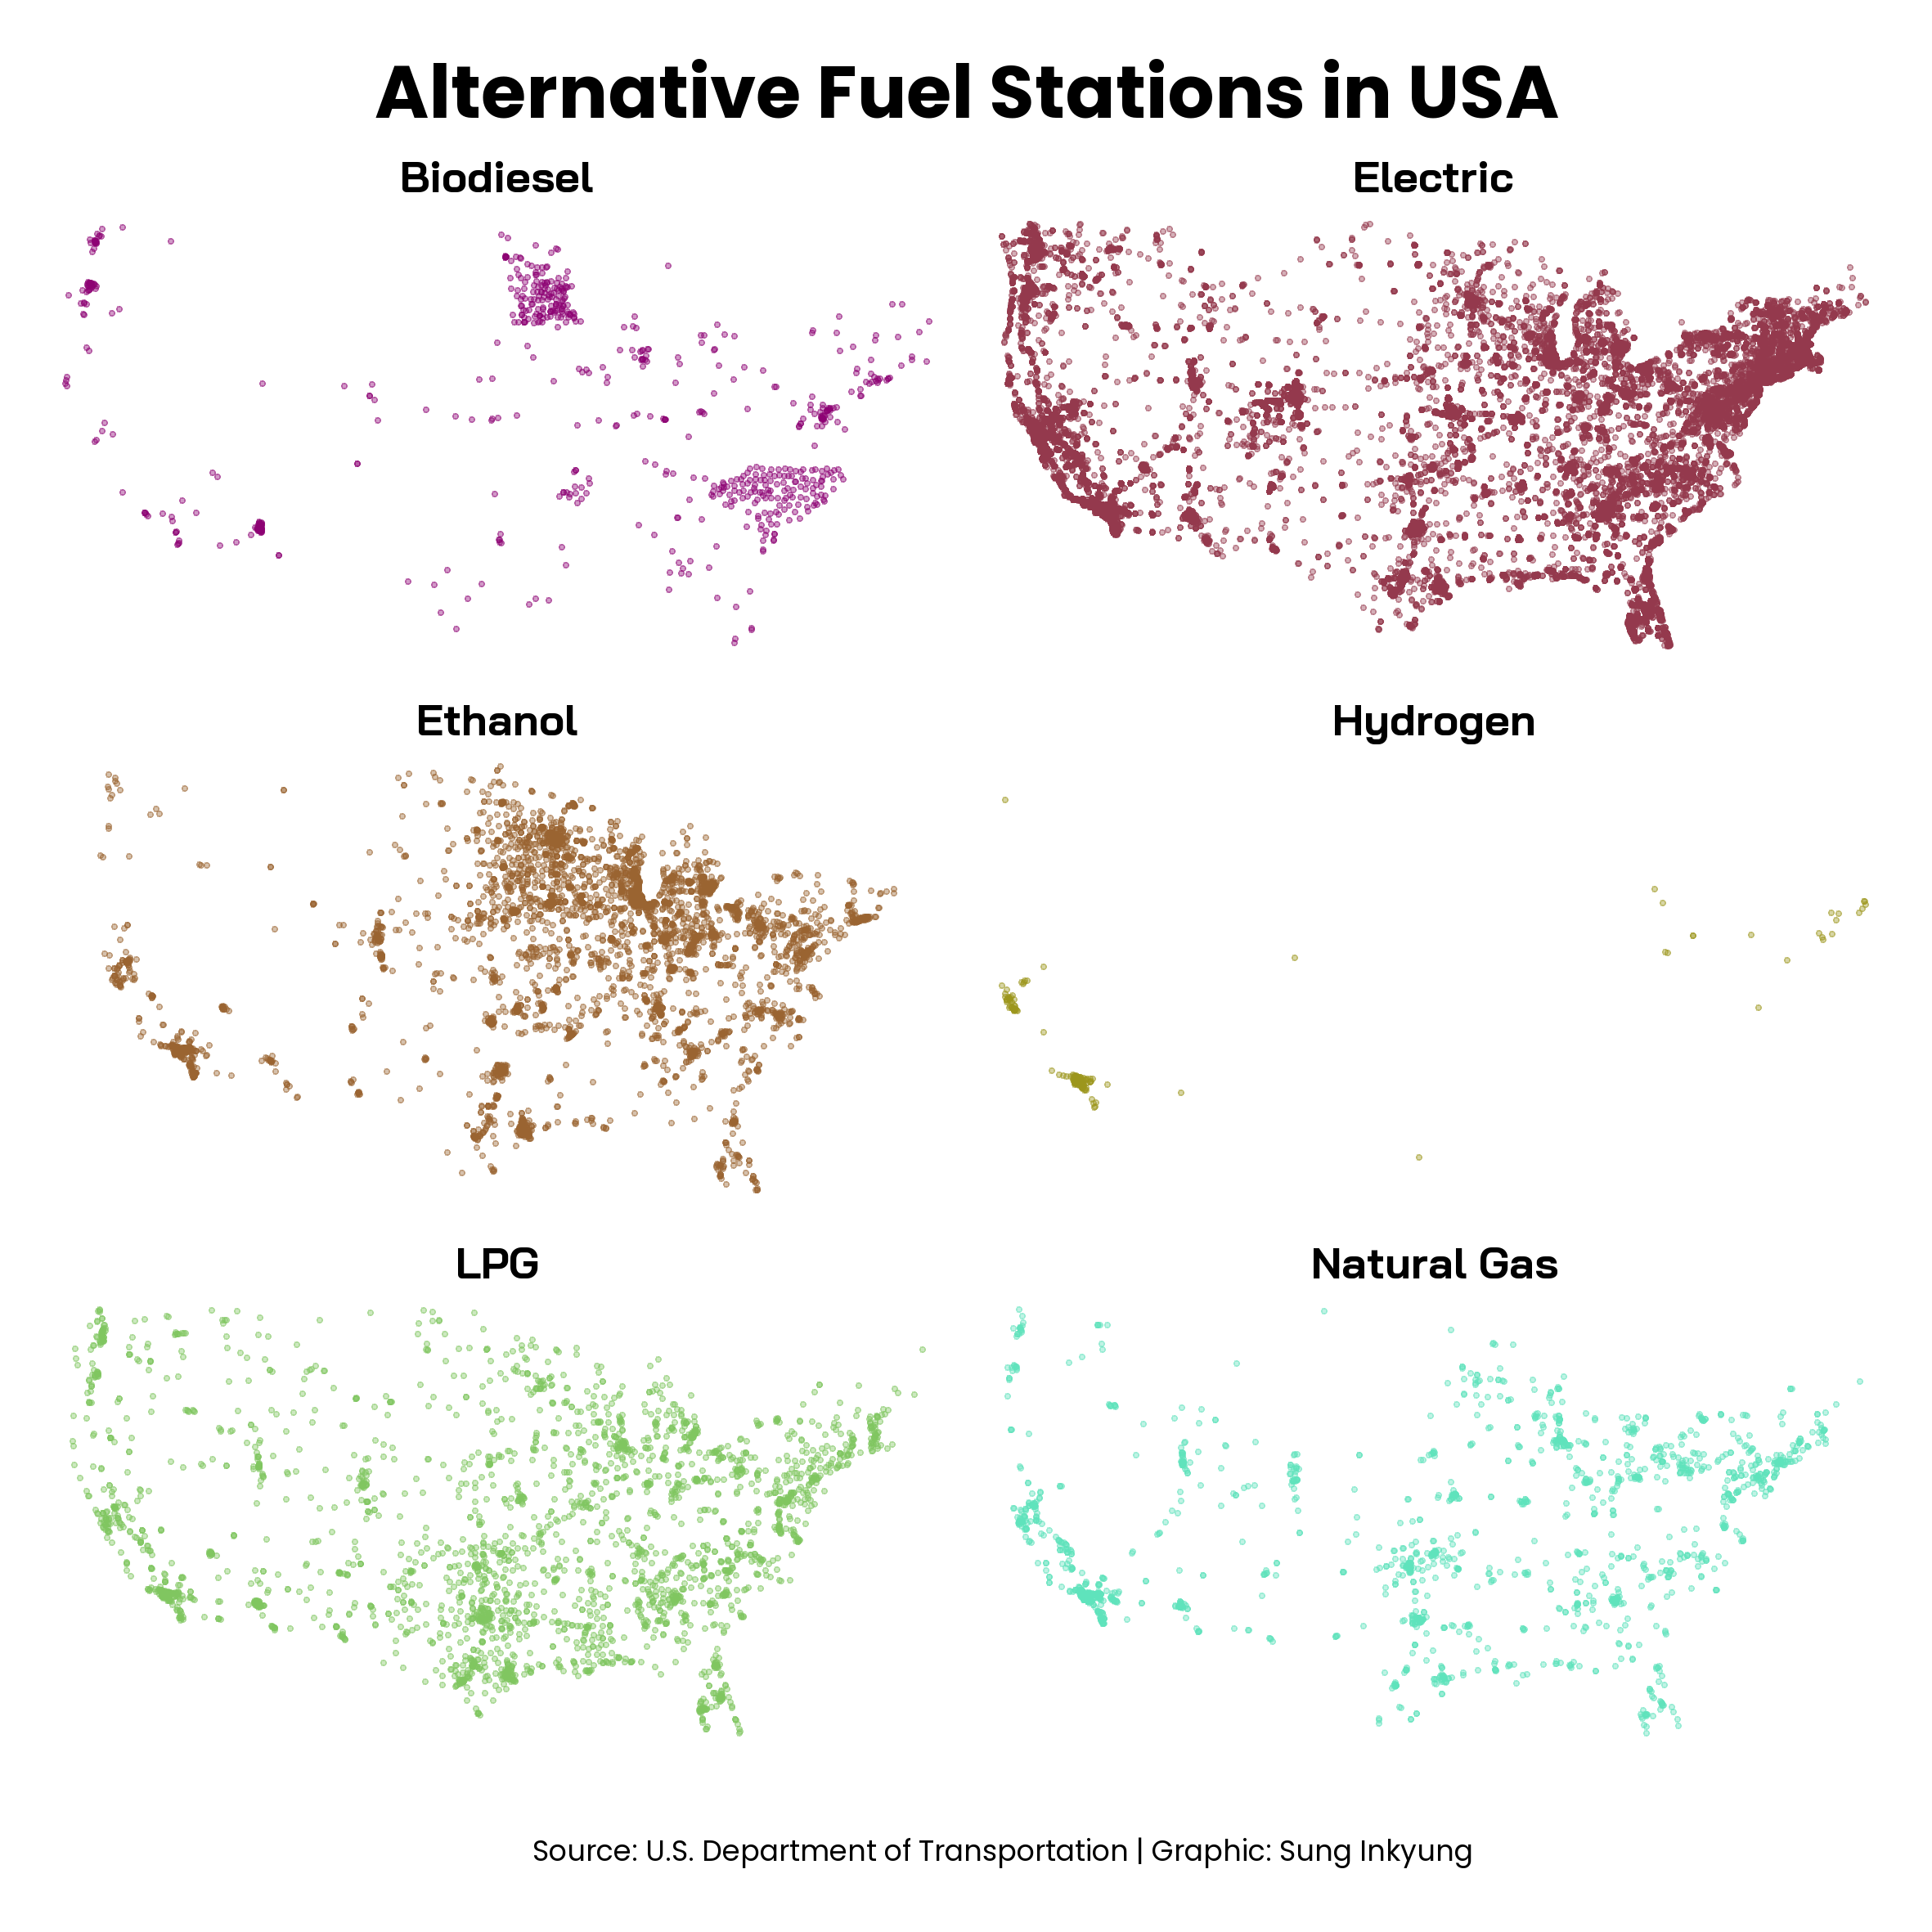 Alternative Fuel Stations in USA
Biodiesel
Electric
Ethanol
Hydrogen
LPG
Natural Gas
Source: U.S. Department of Transportation | Graphic: Sung Inkyung